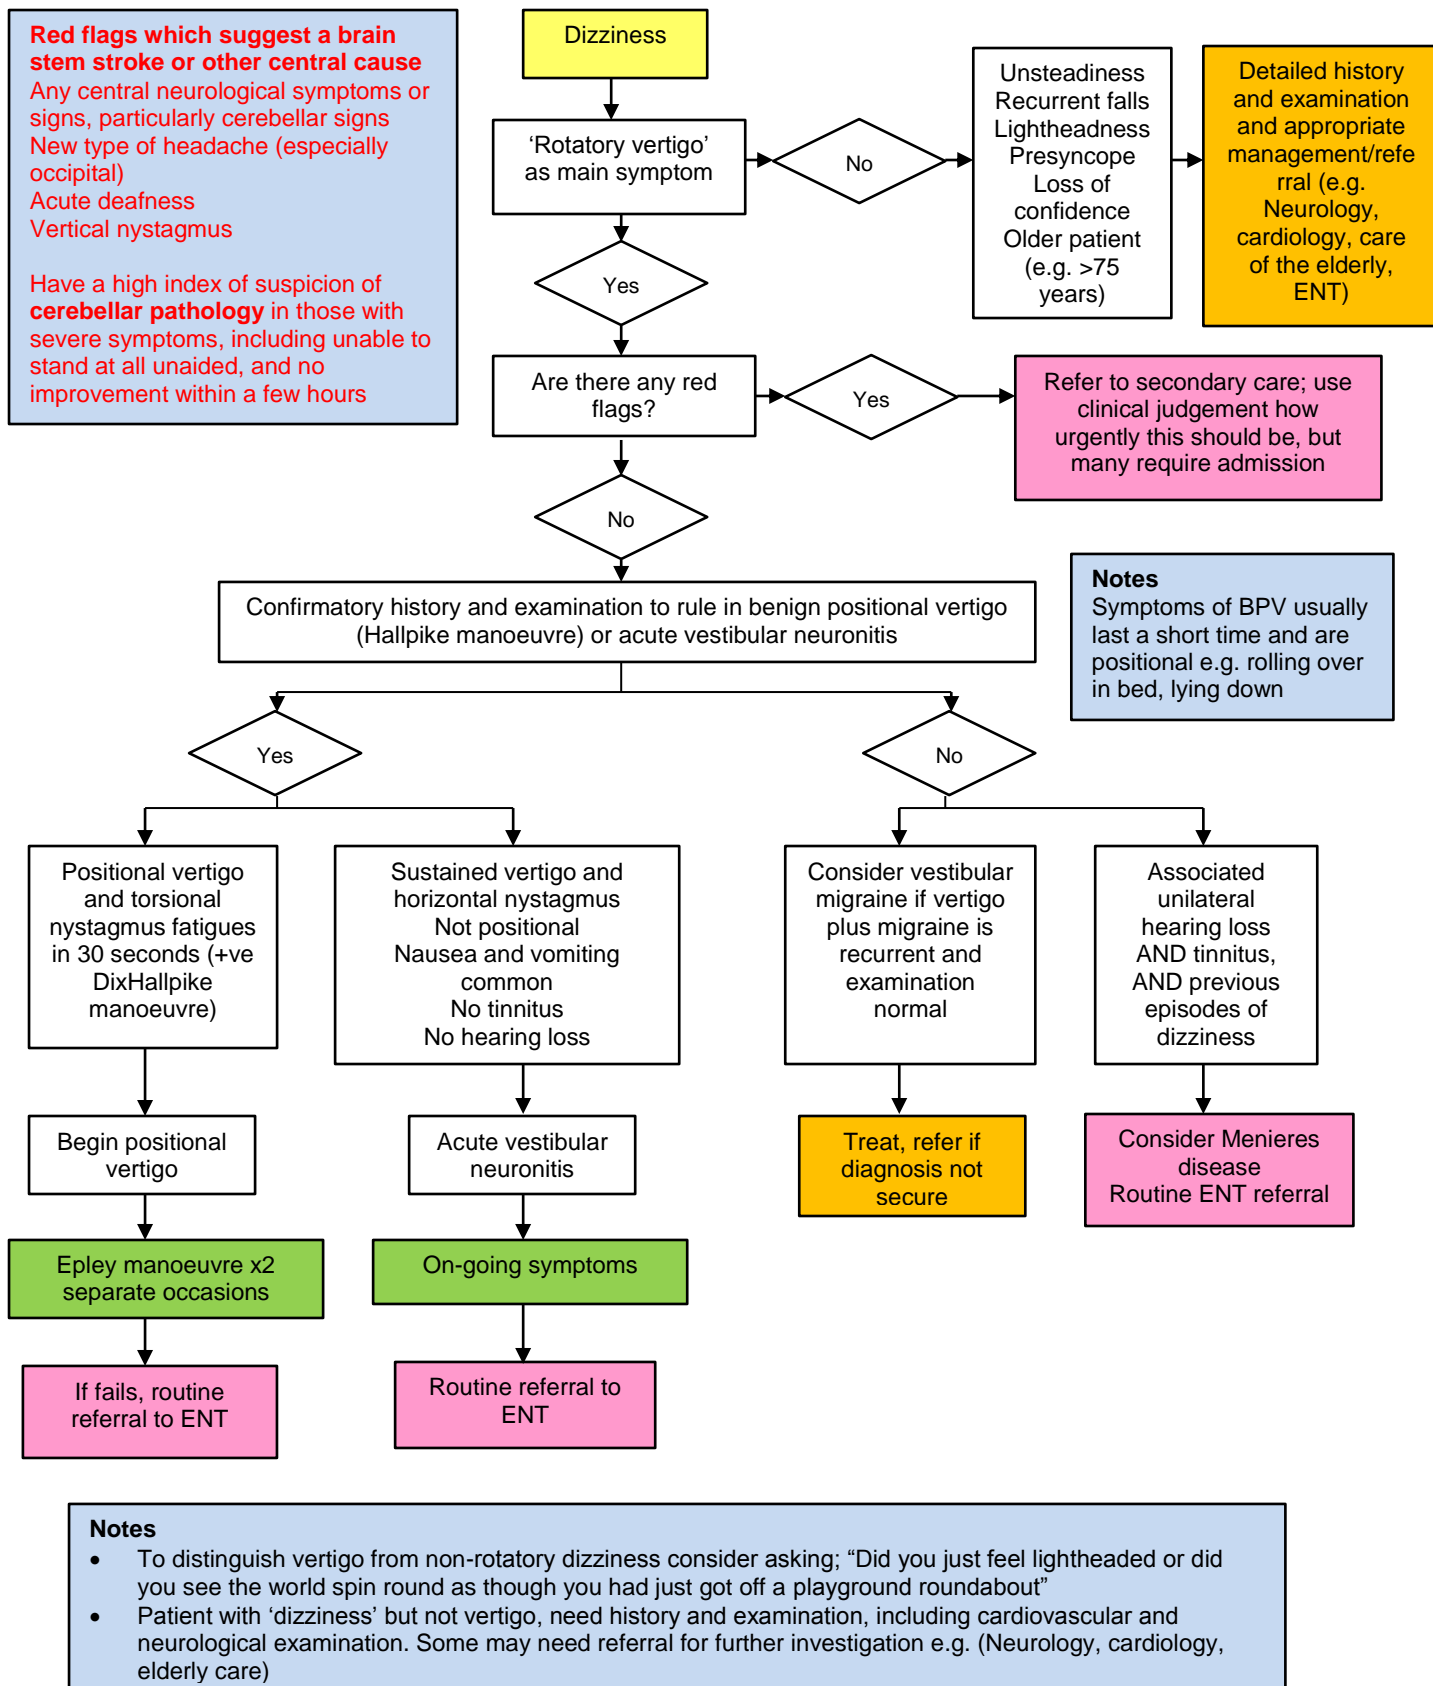 Red flags which suggest a brain
stem stroke or other central cause
Any central neurological symptoms or
signs, particularly cerebellar signs
New type of headache (especially
occipital)
Acute deafness
Vertical nystagmus
Have a high index of suspicion of
cerebellar pathology in those with
severe symptoms, including unable to
stand at all unaided, and no
improvement within a few hours
Dizziness
‘Rotatory vertigo’
as main symptom
No
Unsteadiness
Recurrent falls
Lightheadness
Presyncope
Loss of
confidence
Older patient
(e.g. >75
years)
Detailed history
and examination
and appropriate
management/refe
rral (e.g.
Neurology,
cardiology, care
of the elderly,
ENT)
Yes
Are there any red
flags?
Yes
Refer to secondary care; use
clinical judgement how
urgently this should be, but
many require admission
No
Confirmatory history and examination to rule in benign positional vertigo
(Hallpike manoeuvre) or acute vestibular neuronitis
Notes
Symptoms of BPV usually
last a short time and are
positional e.g. rolling over
in bed, lying down
Yes
No
Positional vertigo
and torsional
nystagmus fatigues
in 30 seconds (+ve
DixHallpike
manoeuvre)
Sustained vertigo and
horizontal nystagmus
Not positional
Nausea and vomiting
common
No tinnitus
No hearing loss
Consider vestibular
migraine if vertigo
plus migraine is
recurrent and
examination
normal
Associated
unilateral
hearing loss
AND tinnitus,
AND previous
episodes of
dizziness
Begin positional
vertigo
Acute vestibular
neuronitis
Treat, refer if
diagnosis not
secure
Consider Menieres
disease
Routine ENT referral
Epley manoeuvre x2
separate occasions
On-going symptoms
If fails, routine
referral to ENT
Routine referral to
ENT
Notes
• To distinguish vertigo from non-rotatory dizziness consider asking; “Did you just feel lightheaded or did
you see the world spin round as though you had just got off a playground roundabout”
• Patient with ‘dizziness’ but not vertigo, need history and examination, including cardiovascular and
neurological examination. Some may need referral for further investigation e.g. (Neurology, cardiology,
elderly care)